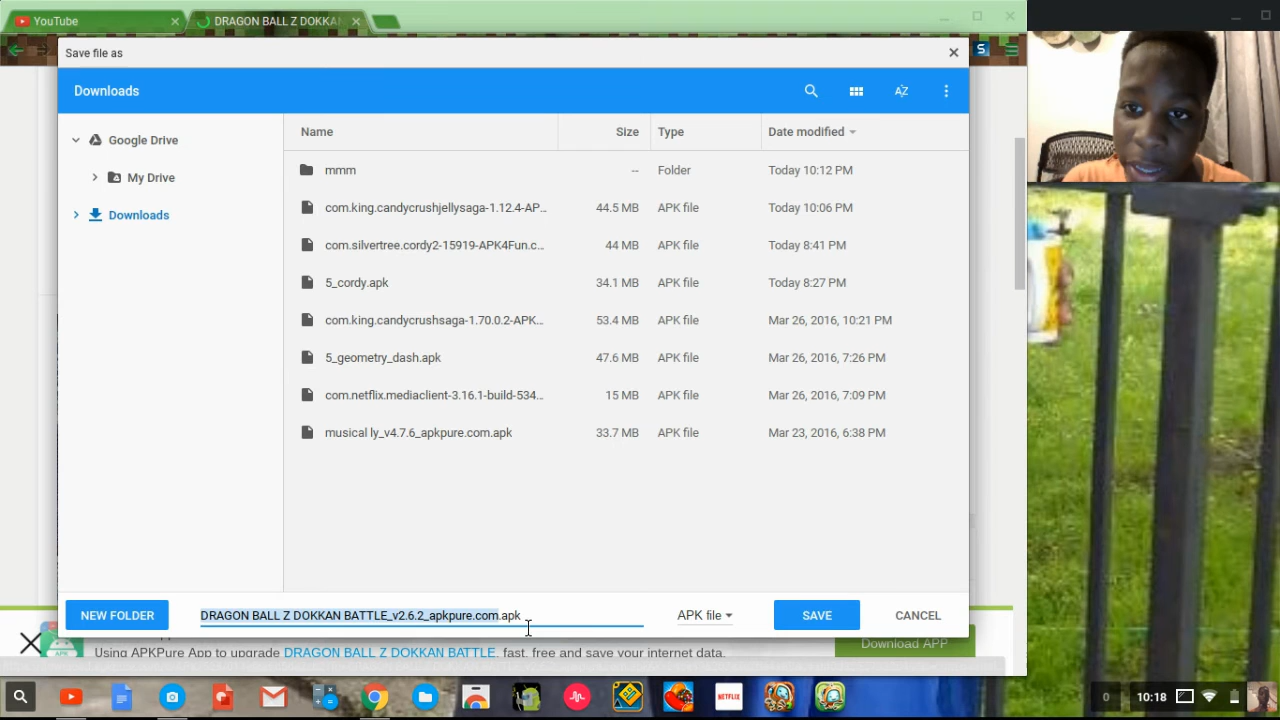 YouTube
DRAGON BALL Z DOKKAN
Save file as
Downloads
Google Drive
My Drive
Downloads
Name Size Type Date modified
mmm -- Folder Today 10:12 PM
com.king.candycrushjellysaga-1.12.4-AP... 44.5 MB APK file Today 10:06 PM
com.silvertree.cordy2-15919-APK4Fun.c... 44 MB APK file Today 8:41 PM
5_cordy.apk 34.1 MB APK file Today 8:27 PM
com.king.candycrushsaga-1.70.0.2-APK... 53.4 MB APK file Mar 26, 2016, 10:21 PM
5_geometry_dash.apk 47.6 MB APK file Mar 26, 2016, 7:26 PM
com.netflix.mediaclient-3.16.1-build-534... 15 MB APK file Mar 26, 2016, 7:09 PM
musical ly_v4.7.6_apkpure.com.apk 33.7 MB APK file Mar 23, 2016, 6:38 PM
NEW FOLDER DRAGON BALL Z DOKKAN BATTLE_v2.6.2_apkpure.com.apk APK file SAVE CANCEL
Using APKPure App to upgrade DRAGON BALL Z DOKKAN BATTLE, fast, free and save your internet data.
Download APP
NETFLIX
0 10:18